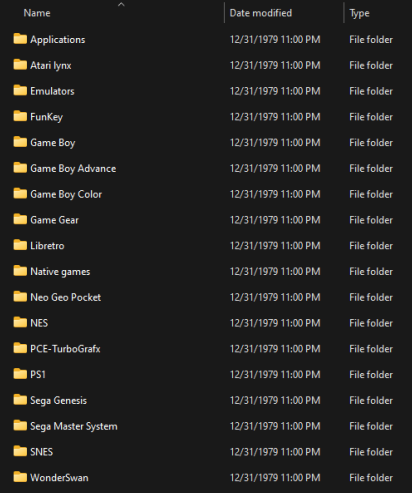 Name Date modified Type
Applications 12/31/1979 11:00 PM File folder
Atari lynx 12/31/1979 11:00 PM File folder
Emulators 12/31/1979 11:00 PM File folder
FunKey 12/31/1979 11:00 PM File folder
Game Boy 12/31/1979 11:00 PM File folder
Game Boy Advance 12/31/1979 11:00 PM File folder
Game Boy Color 12/31/1979 11:00 PM File folder
Game Gear 12/31/1979 11:00 PM File folder
Libretro 12/31/1979 11:00 PM File folder
Native games 12/31/1979 11:00 PM File folder
Neo Geo Pocket 12/31/1979 11:00 PM File folder
NES 12/31/1979 11:00 PM File folder
PCE-TurboGrafx 12/31/1979 11:00 PM File folder
PS1 12/31/1979 11:00 PM File folder
Sega Genesis 12/31/1979 11:00 PM File folder
Sega Master System 12/31/1979 11:00 PM File folder
SNES 12/31/1979 11:00 PM File folder
WonderSwan 12/31/1979 11:00 PM File folder